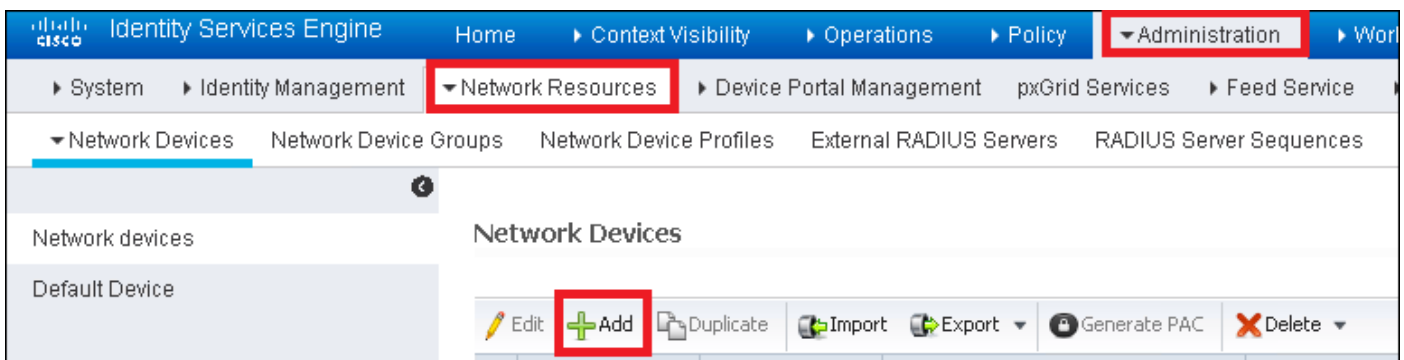 cisco Identity Services Engine Home Context Visibility Operations Policy Administration
System Identity Management Network Resources Device Portal Management pxGrid Services Feed Service
Network Devices Network Device Groups Network Device Profiles External RADIUS Servers RADIUS Server Sequences
Network devices
Default Device
Network Devices
Edit Add Duplicate Import Export Generate PAC Delete